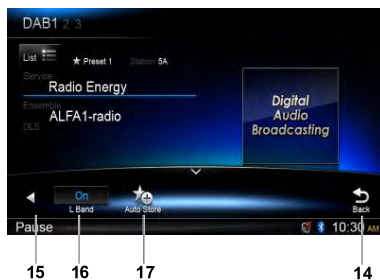 DAB1 2 3
List ★ Preset 1 Station 5A
Service
Radio Energy
Ensemble
ALFA1-radio
DLS
Digital
Audio
Broadcasting
On
L Band
Auto Store
Back
Pause
10:30 AM
15 16 17 14